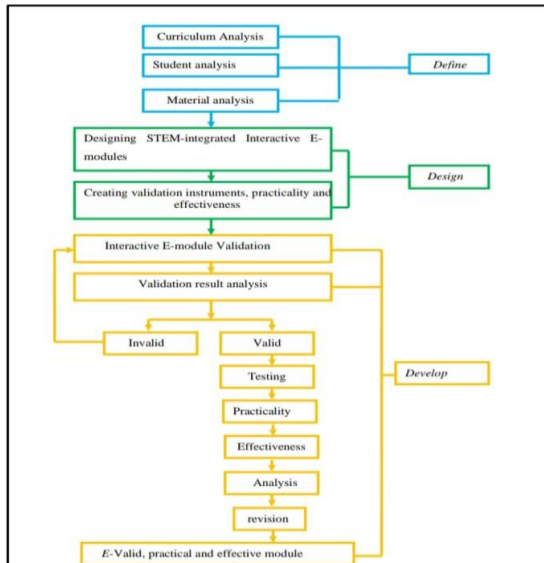 Curriculum Analysis
Student analysis
Define
Material analysis
Designing STEM-integrated Interactive E-
modules
Design
Creating validation instruments, practicality and
effectiveness
Interactive E-module Validation
Validation result analysis
Invalid
Valid
Develop
Testing
Practicality
Effectiveness
Analysis
revision
E-Valid, practical and effective module